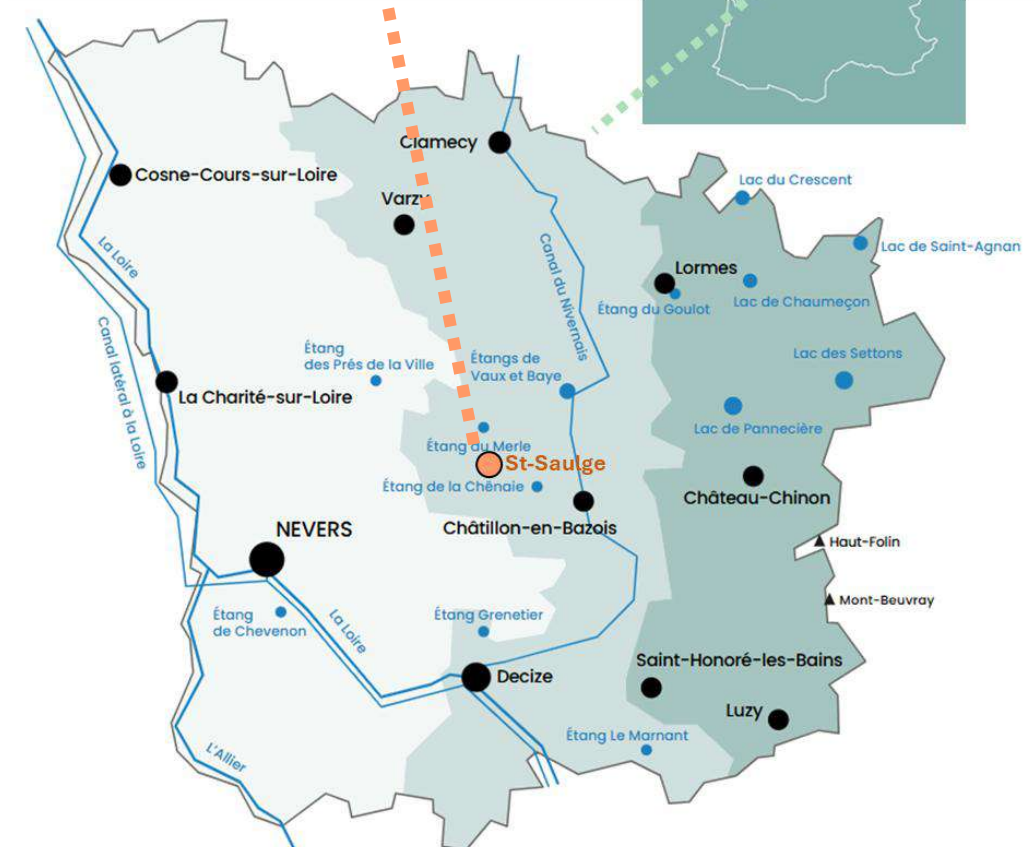 Clamecy
Cosne-Cours-sur-Loire
Varzy
Lac du Crescent
Lac de Saint-Agnan
La Loire
Canal du Nivernais
Lormes
Étang du Goulot
Lac de Chaumeçon
Canal latéral à la Loire
Étang
des Prés de la Ville
Étangs de
Vaux et Baye
Lac des Settons
La Charité-sur-Loire
Lac de Pannecière
Étang du Merle
St-Saulge
Étang de la Chênaie
Château-Chinon
Châtillon-en-Bazois
NEVERS
Haut-Folin
Mont-Beuvray
Étang
de Chevenon
La Loire
Étang Grenetier
Decize
Saint-Honoré-les-Bains
Luzy
Étang Le Marnant
L'Allier